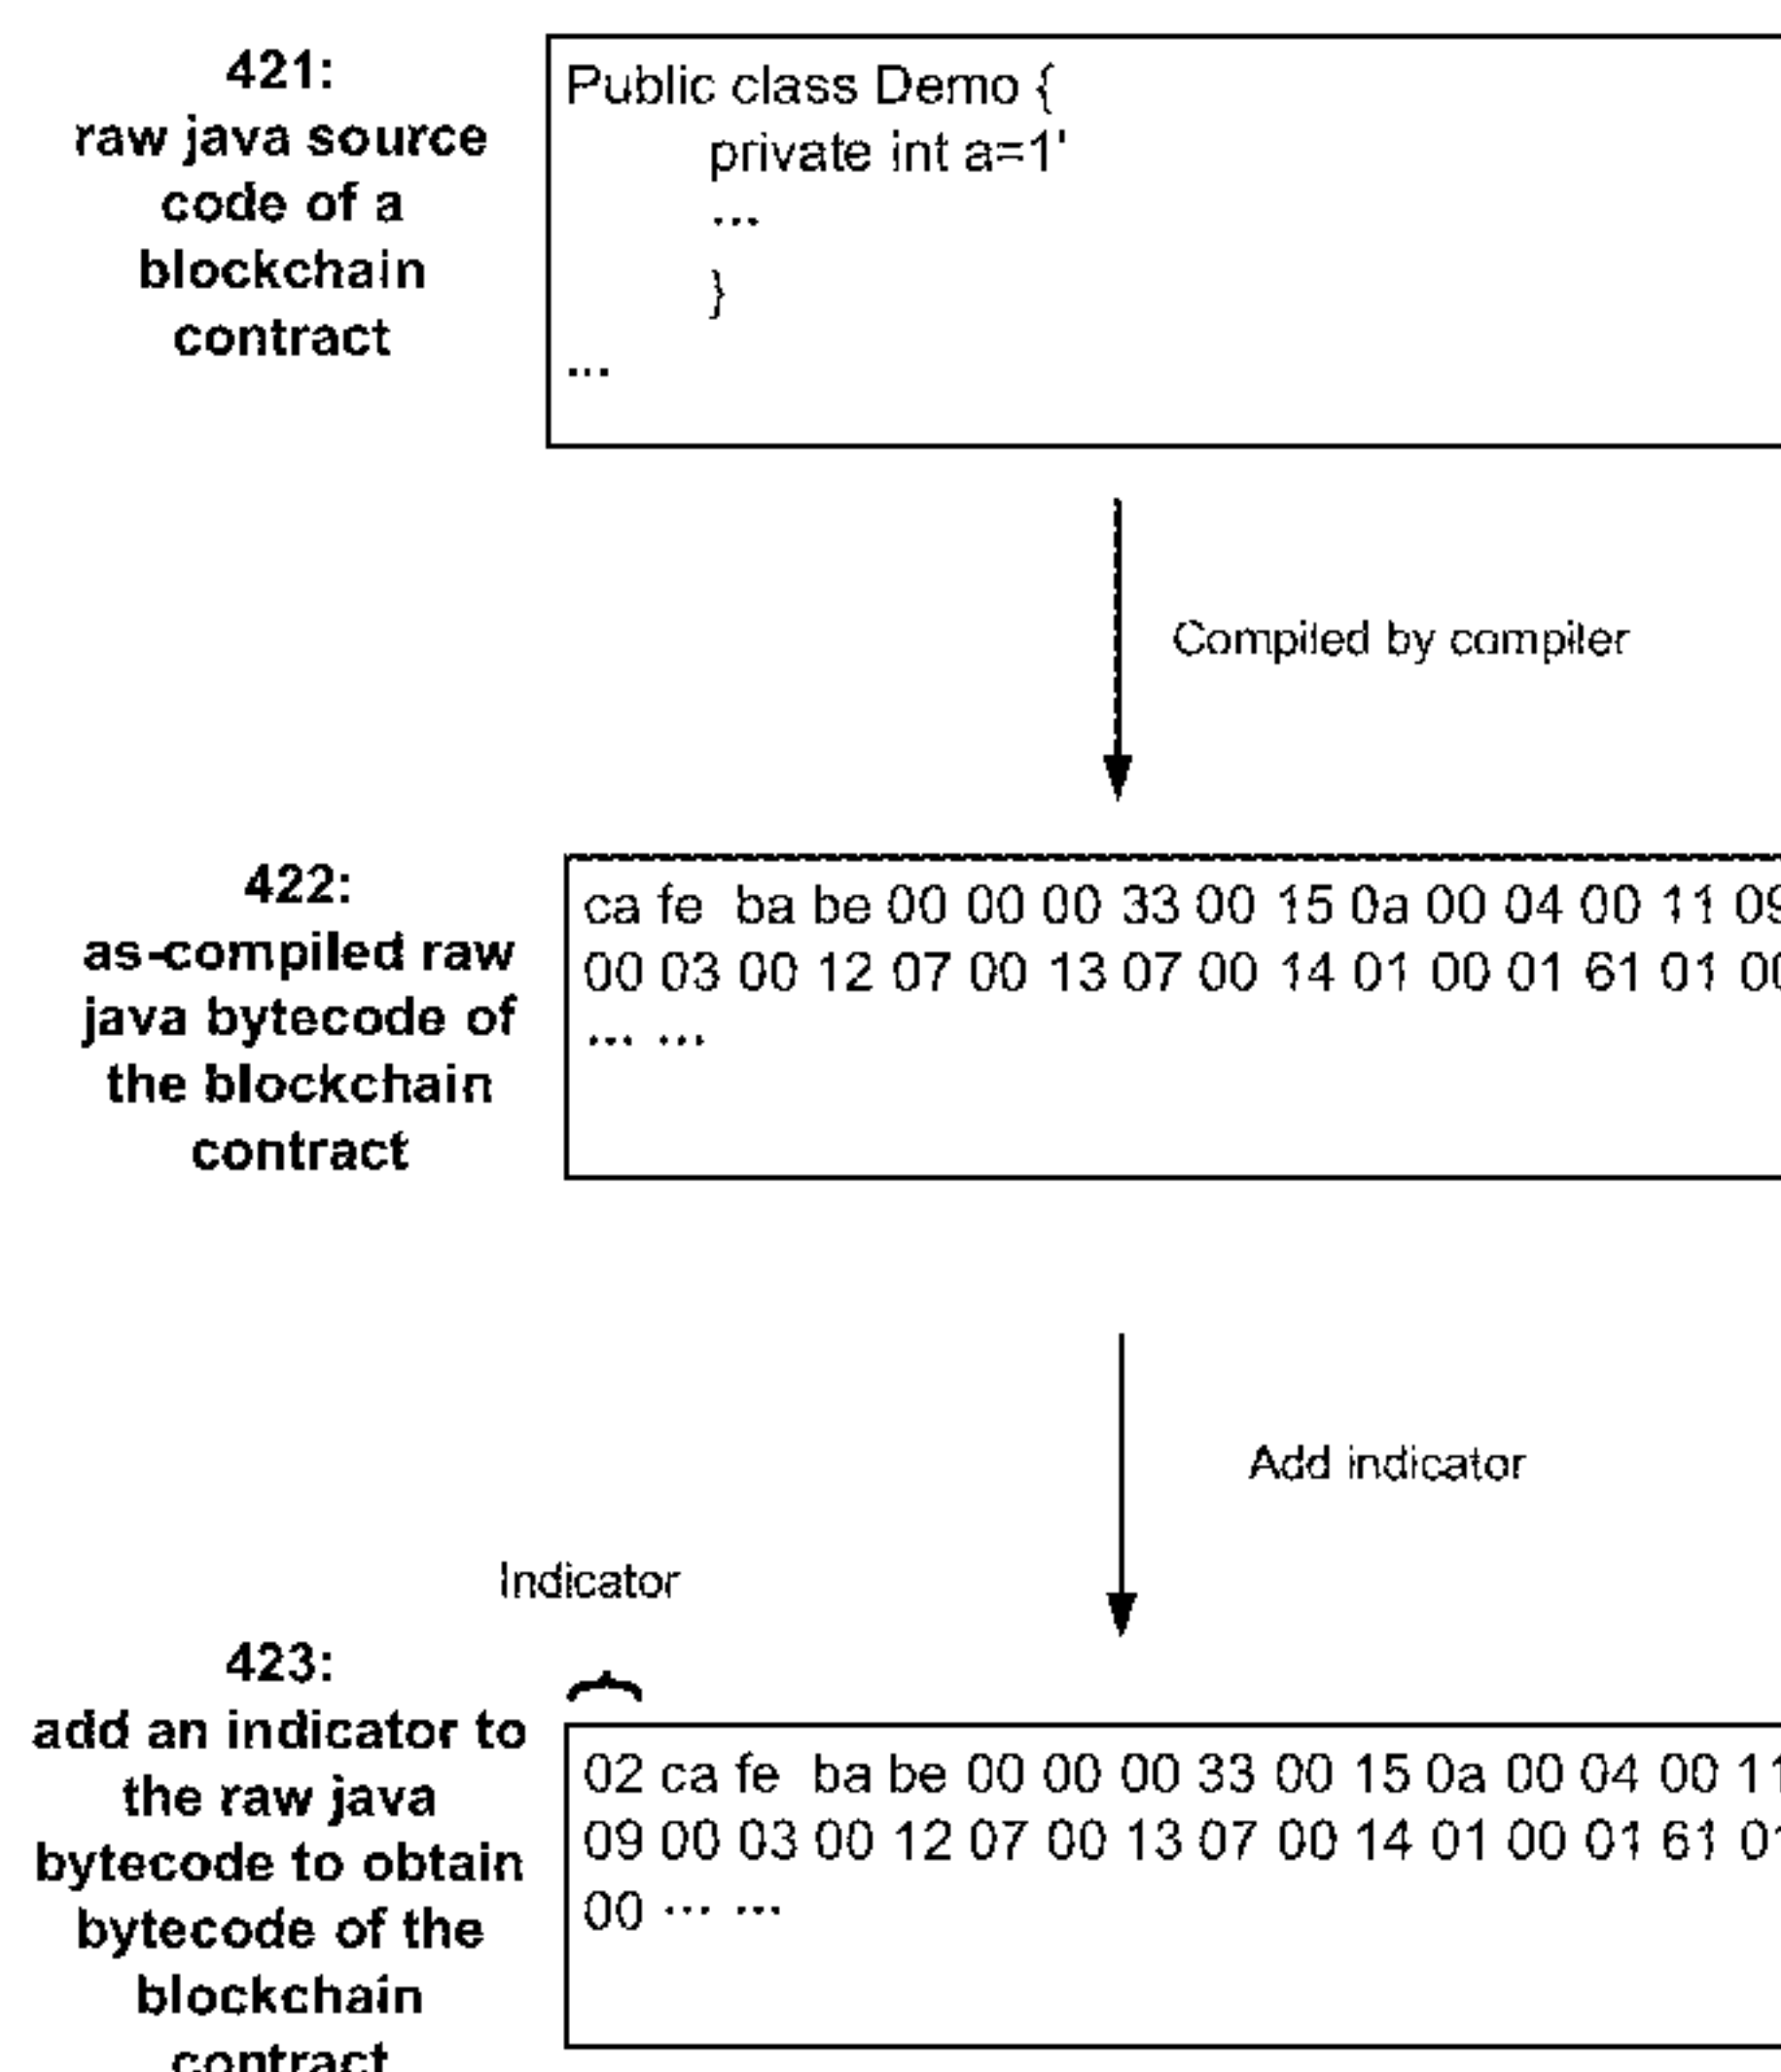 421:
raw java source
code of a
blockchain
contract
Public class Demo {
private int a=1'
...
}
...
Compiled by compiler
422:
as-compiled raw
java bytecode of
the blockchain
contract
ca fe ba be 00 00 00 33 00 15 0a 00 04 00 11 09
00 03 00 12 07 00 13 07 00 14 01 00 01 61 01 00
... ...
Add indicator
Indicator
423:
add an indicator to
the raw java
bytecode to obtain
bytecode of the
blockchain
contract
02 ca fe ba be 00 00 00 33 00 15 0a 00 04 00 11
09 00 03 00 12 07 00 13 07 00 14 01 00 01 61 01
00 ... ...